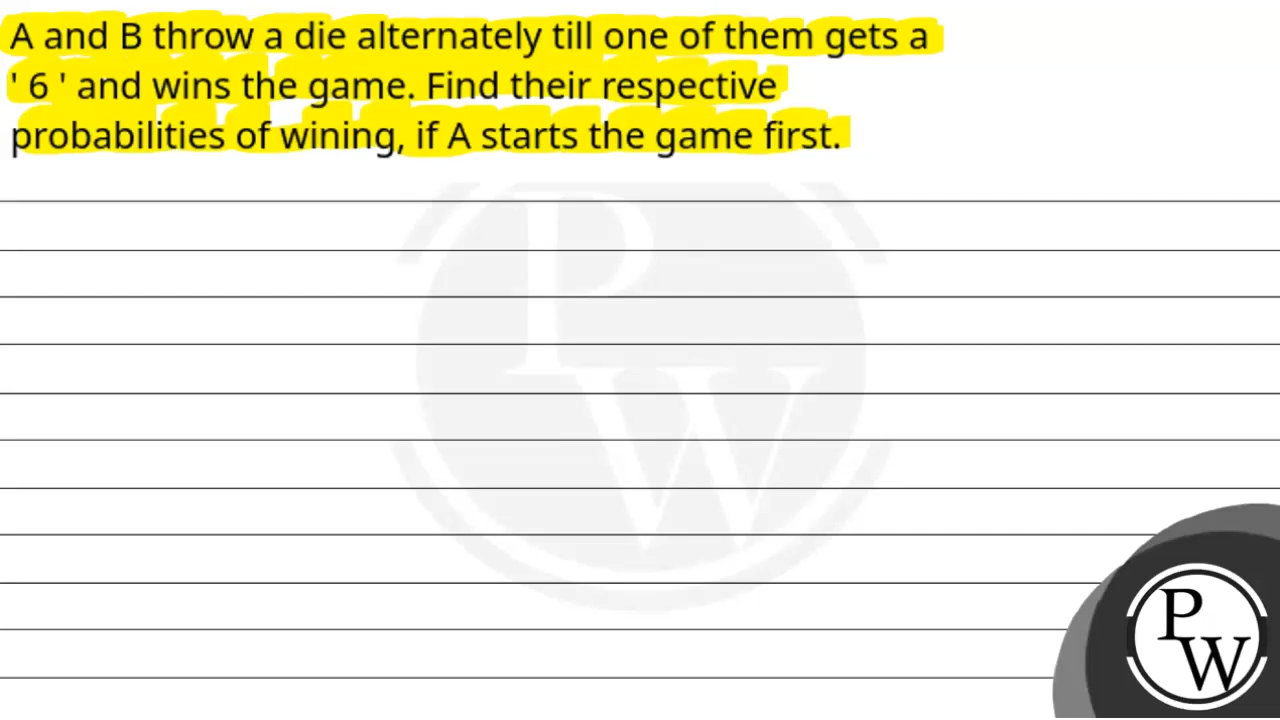 A and B throw a die alternately till one of them gets a
' 6 ' and wins the game. Find their respective
probabilities of wining, if A starts the game first.
P
W
P
W